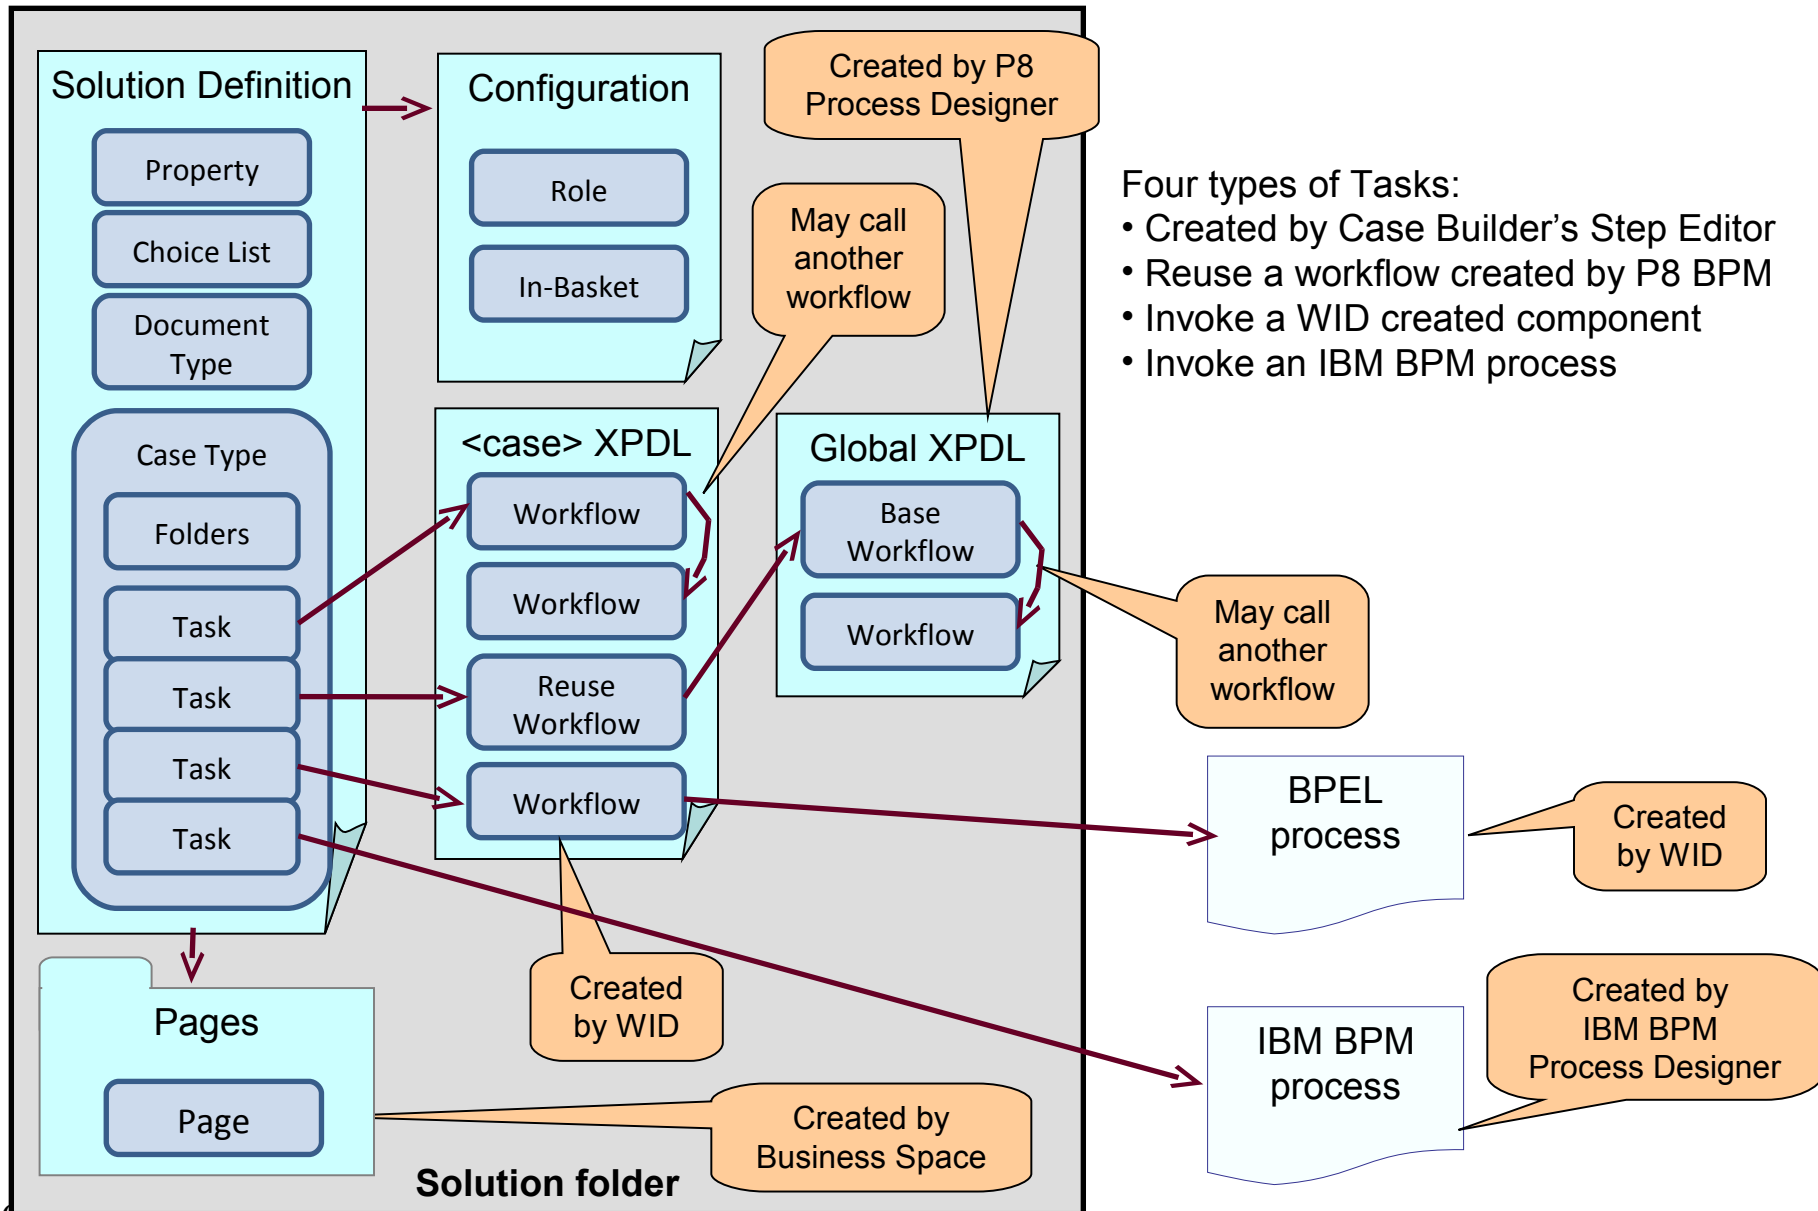 Solution Definition
Property
Choice List
Document
Type
Case Type
Folders
Task
Task
Task
Task
Configuration
Role
In-Basket
Created by P8
Process Designer
May call
another
workflow
<case> XPDL
Workflow
Workflow
Reuse
Workflow
Workflow
Global XPDL
Base
Workflow
Workflow
Four types of Tasks:
• Created by Case Builder’s Step Editor
• Reuse a workflow created by P8 BPM
• Invoke a WID created component
• Invoke an IBM BPM process
May call
another
workflow
BPEL
process
Created
by WID
Created
by WID
IBM BPM
process
Created by
IBM BPM
Process Designer
Pages
Page
Created by
Business Space
Solution folder